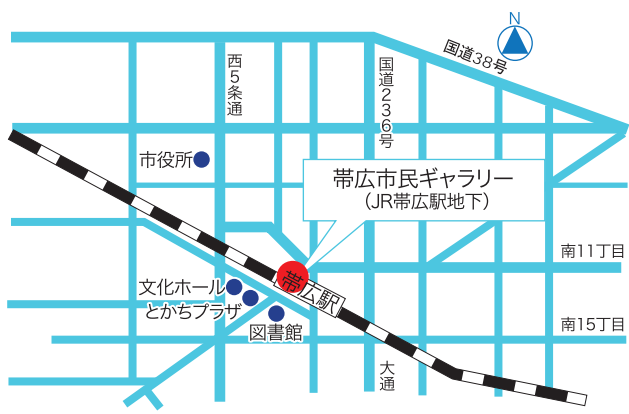 N
国道38号
西5条通
国道236号
市役所
帯広市民ギャラリー
（JR帯広駅地下）
南11丁目
帯広駅
文化ホール
とかちプラザ
図書館
南15丁目
大通